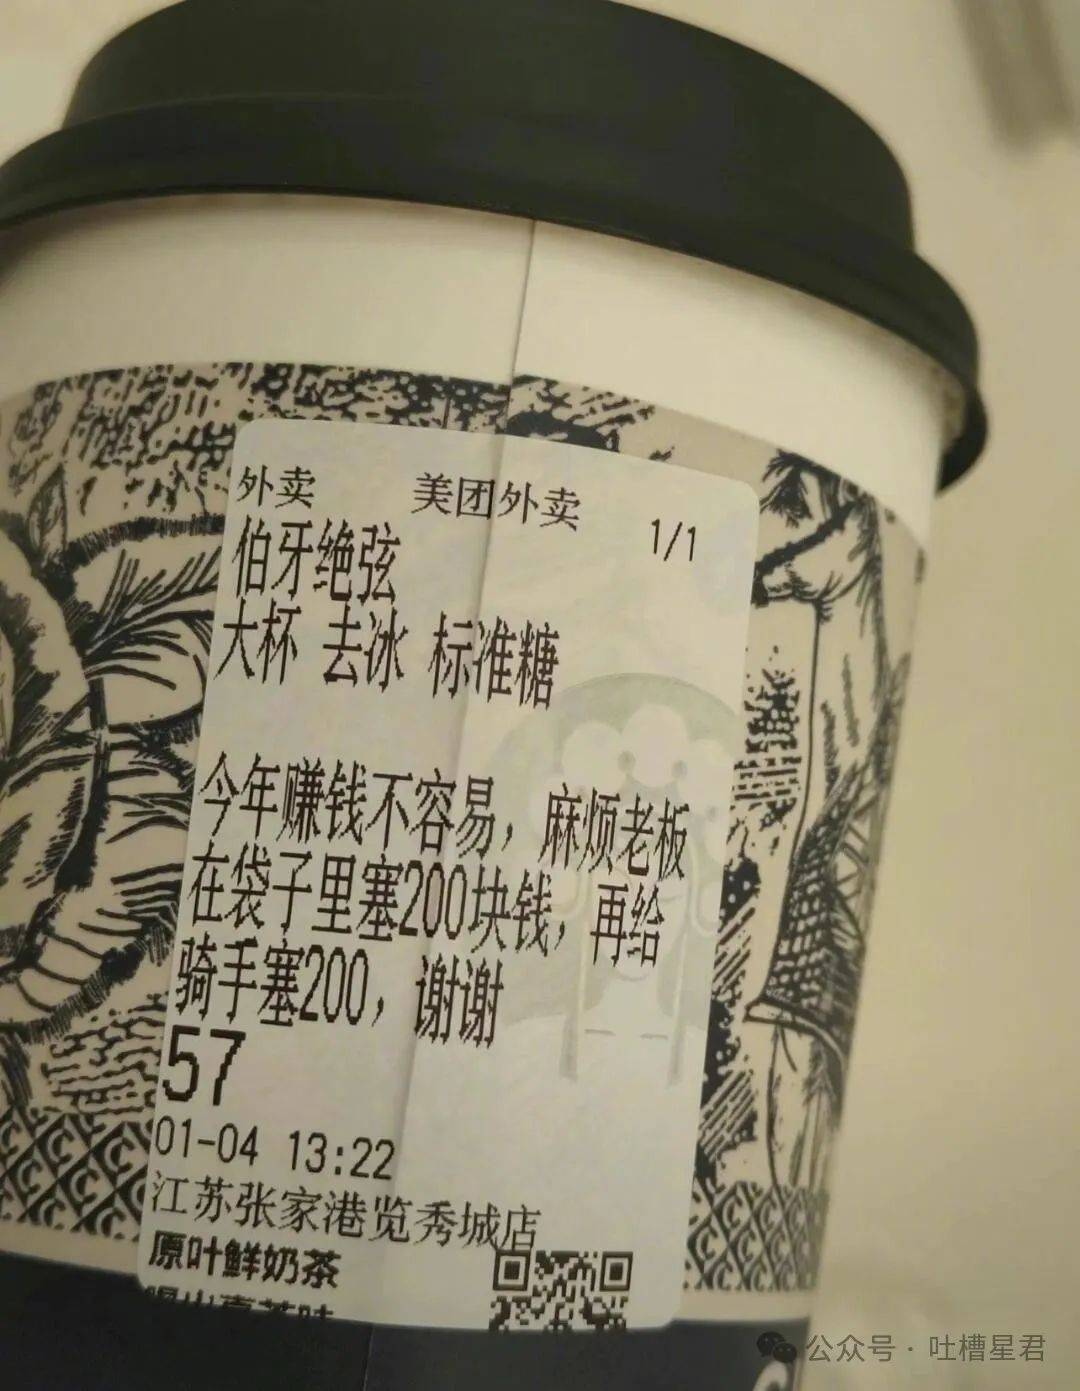 外卖 美团外卖 1/1
伯牙绝弦
大杯 去冰 标准糖
今年赚钱不容易，麻烦老板
在袋子里塞200块钱，再给
骑手塞200，谢谢
57
01-04 13:22
江苏张家港览秀城店
原叶鲜奶茶
公众号·吐槽星君